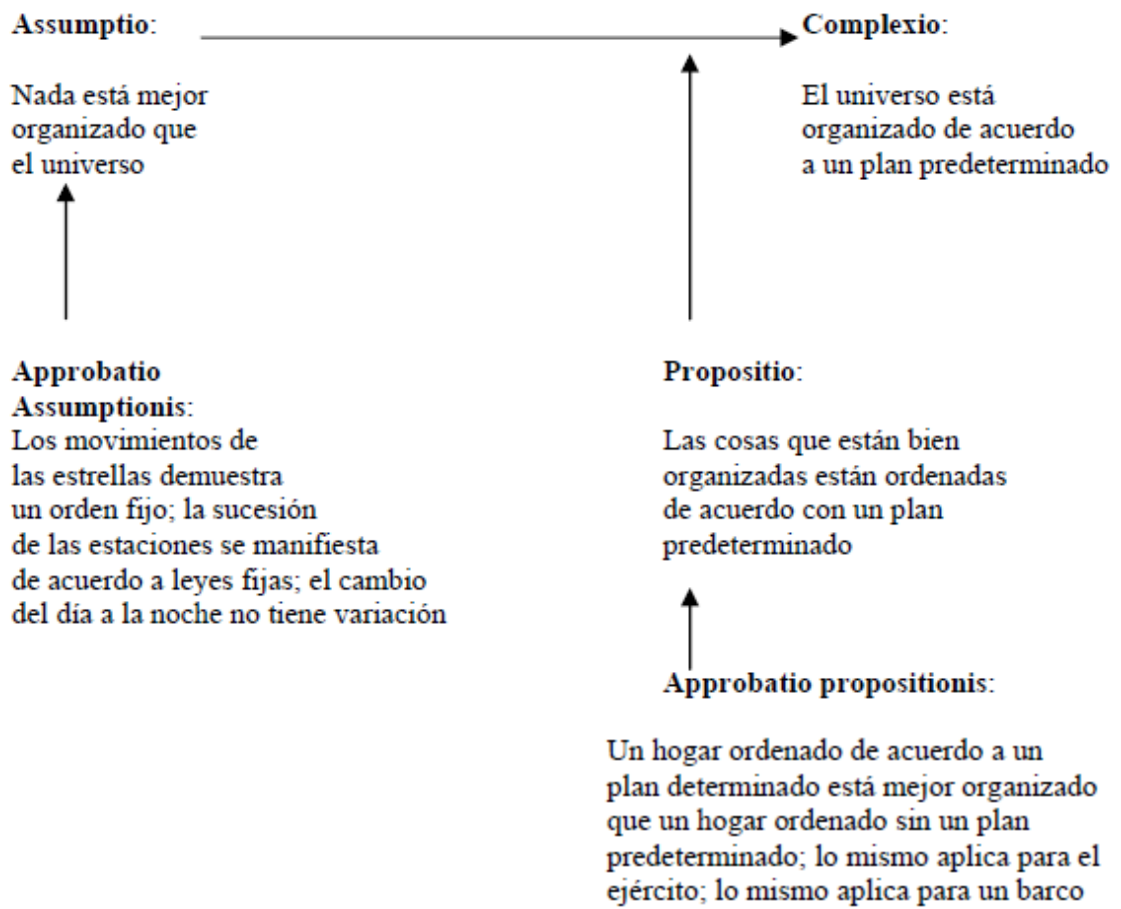 Assumptio:
Nada está mejor
organizado que
el universo
Complexio:
El universo está
organizado de acuerdo
a un plan predeterminado
Approbatio
Assumptionis:
Los movimientos de
las estrellas demuestra
un orden fijo; la sucesión
de las estaciones se manifiesta
de acuerdo a leyes fijas; el cambio
del día a la noche no tiene variación
Propositio:
Las cosas que están bien
organizadas están ordenadas
de acuerdo con un plan
predeterminado
Approbatio propositionis:
Un hogar ordenado de acuerdo a un
plan determinado está mejor organizado
que un hogar ordenado sin un plan
predeterminado; lo mismo aplica para el
ejército; lo mismo aplica para un barco